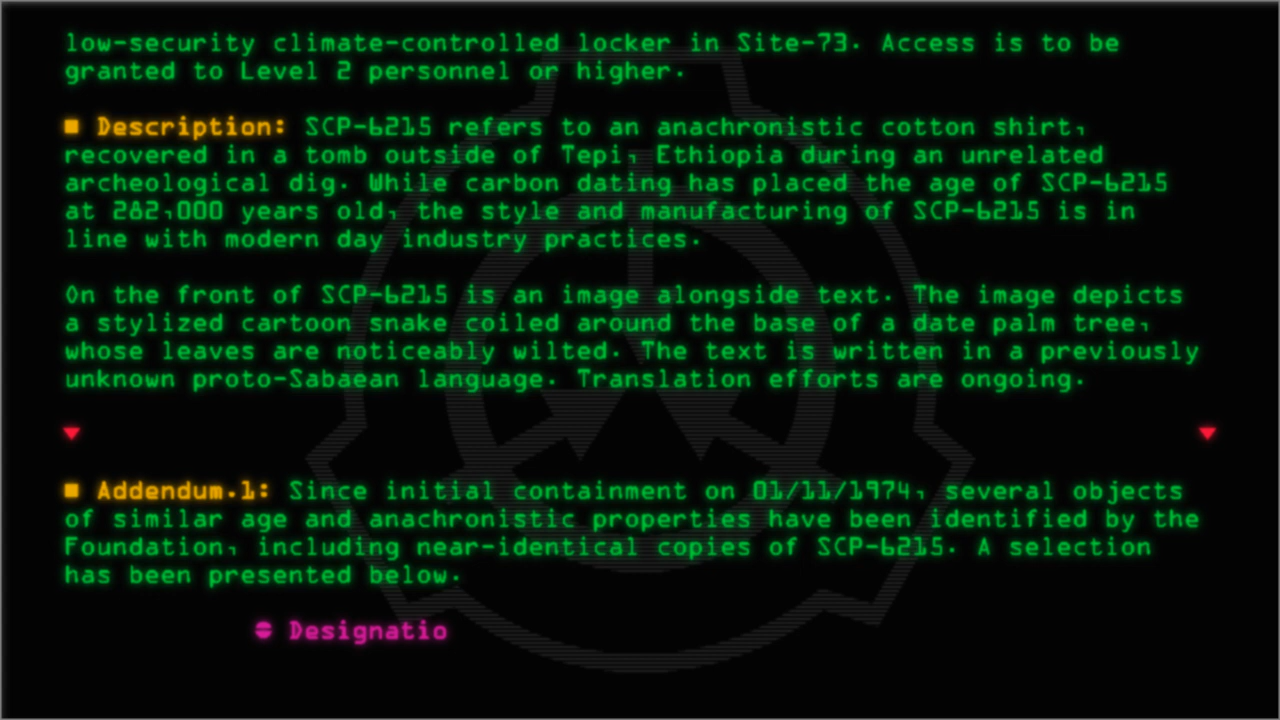 low-security climate-controlled locker in Site-73. Access is to be
granted to Level 2 personnel or higher.
■ Description: SCP-6215 refers to an anachronistic cotton shirt,
recovered in a tomb outside of Tepi, Ethiopia during an unrelated
archeological dig. While carbon dating has placed the age of SCP-6215
at 282,000 years old, the style and manufacturing of SCP-6215 is in
line with modern day industry practices.
On the front of SCP-6215 is an image alongside text. The image depicts
a stylized cartoon snake coiled around the base of a date palm tree,
whose leaves are noticeably wilted. The text is written in a previously
unknown proto-Sabaean language. Translation efforts are ongoing.
■ Addendum.1: Since initial containment on 01/11/1974, several objects
of similar age and anachronistic properties have been identified by the
Foundation, including near-identical copies of SCP-6215. A selection
has been presented below.
Designatio